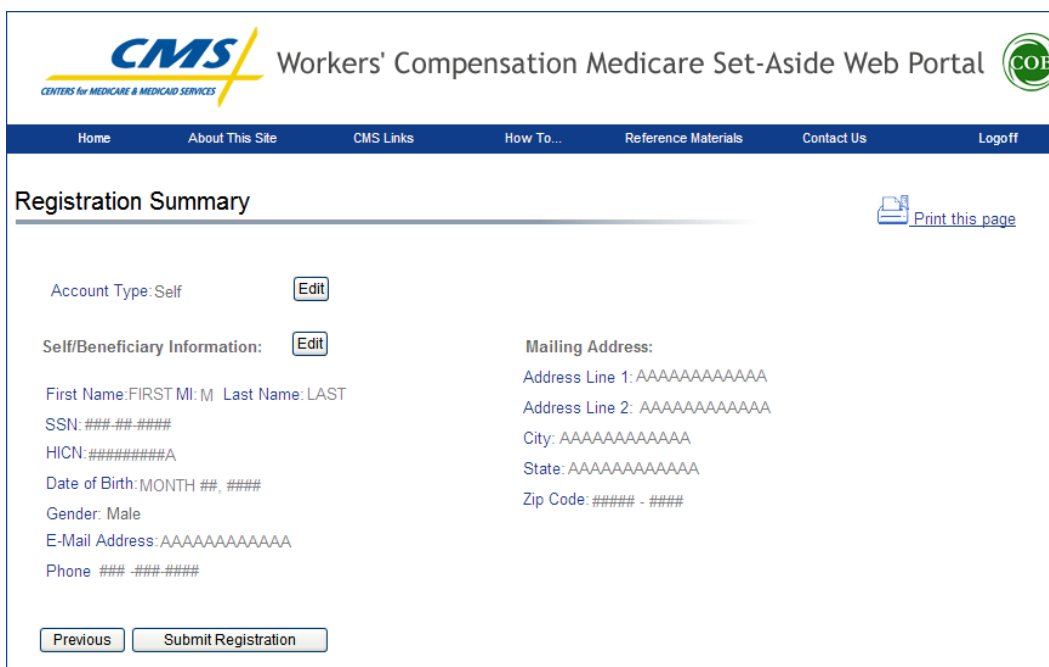 CMS
CENTERS for MEDICARE & MEDICAID SERVICES
Workers' Compensation Medicare Set-Aside Web Portal
COB
Home About This Site CMS Links How To... Reference Materials Contact Us Logoff
Registration Summary
Print this page
Account Type: Self Edit
Self/Beneficiary Information: Edit
First Name: FIRST MI: M Last Name: LAST
SSN: ###-##-####
HICN: #########A
Date of Birth: MONTH ##, ####
Gender: Male
E-Mail Address: AAAAAAAAAAAA
Phone ### -###-####
Mailing Address:
Address Line 1: AAAAAAAAAAAA
Address Line 2: AAAAAAAAAAAA
City: AAAAAAAAAAAA
State: AAAAAAAAAAAA
Zip Code: ##### - ####
Previous Submit Registration